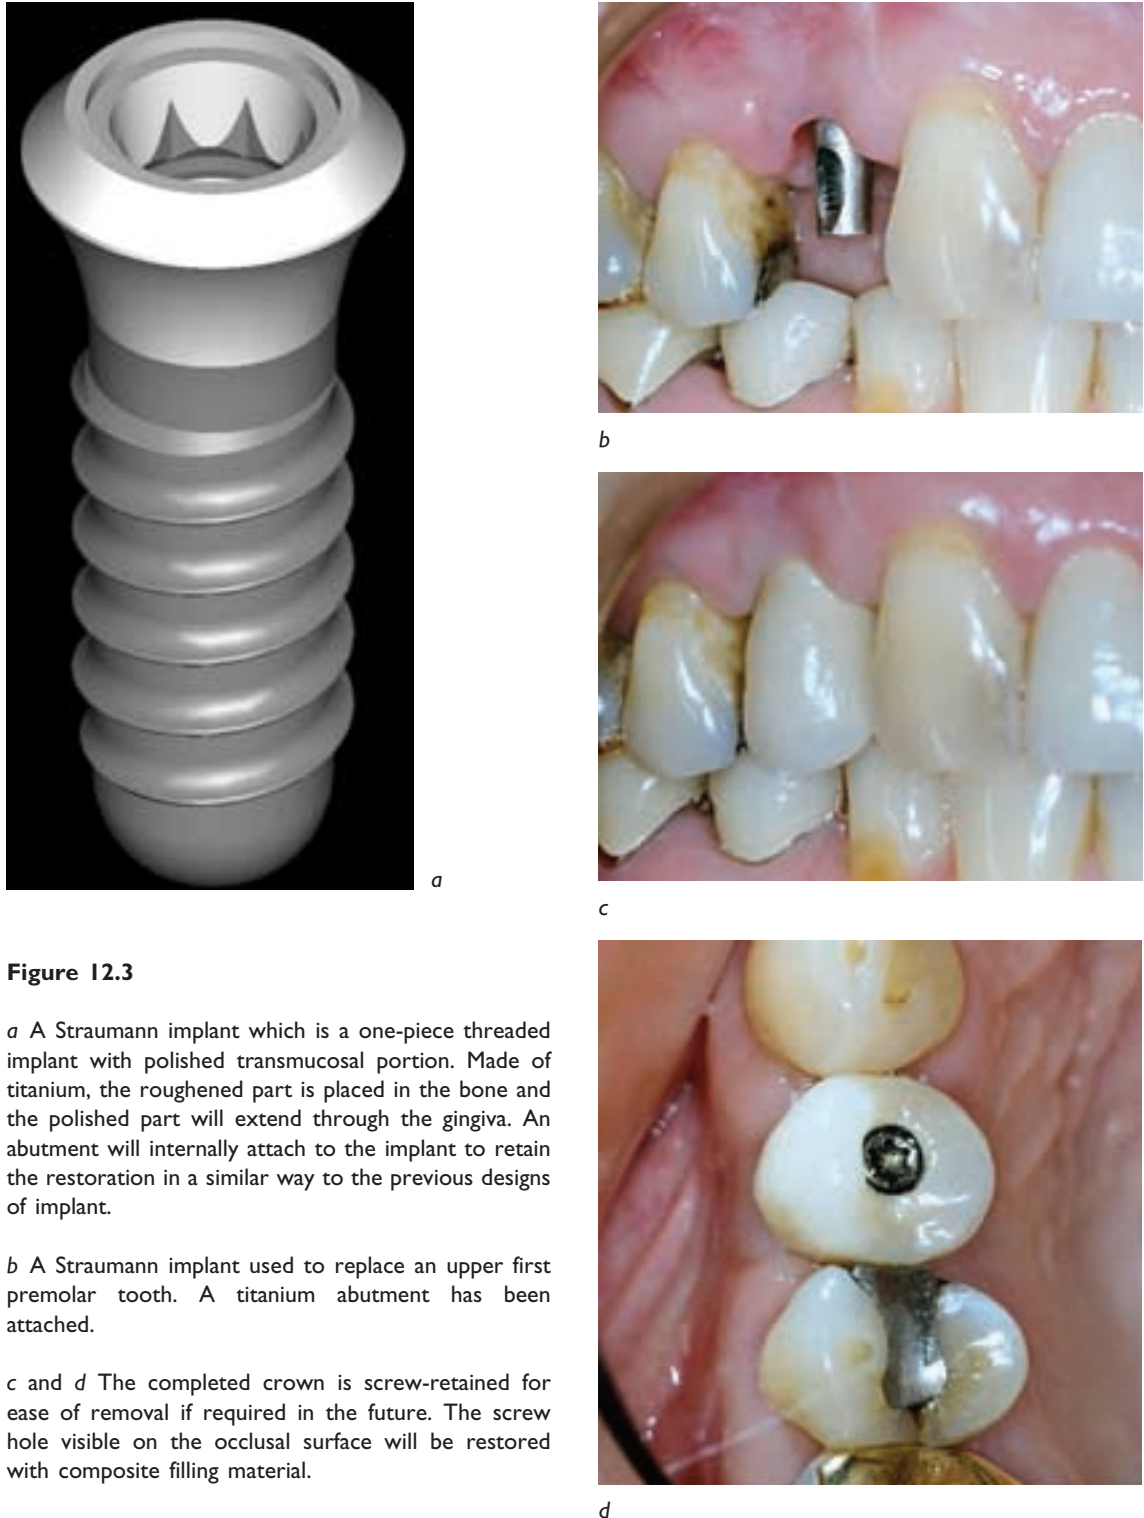 a
b
c
Figure 12.3
a A Straumann implant which is a one-piece threaded
implant with polished transmucosal portion. Made of
titanium, the roughened part is placed in the bone and
the polished part will extend through the gingiva. An
abutment will internally attach to the implant to retain
the restoration in a similar way to the previous designs
of implant.
b A Straumann implant used to replace an upper first
premolar tooth. A titanium abutment has been
attached.
c and d The completed crown is screw-retained for
ease of removal if required in the future. The screw
hole visible on the occlusal surface will be restored
with composite filling material.
d